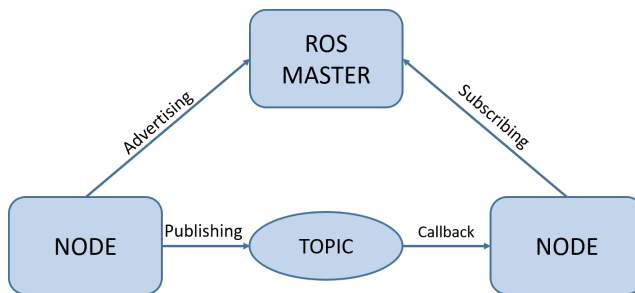 ROS
MASTER
Advertising
Subscribing
NODE
Publishing
TOPIC
Callback
NODE